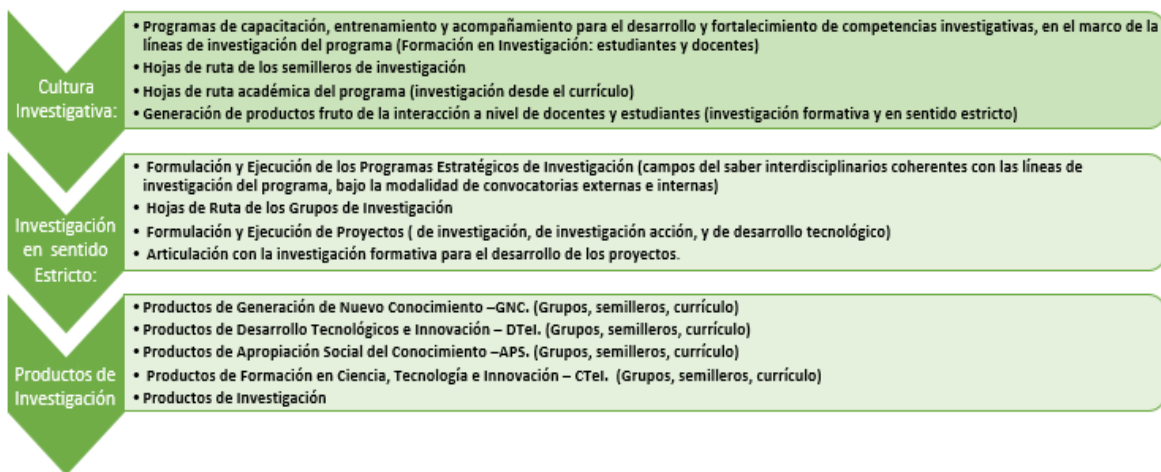 Cultura
Investigativa:
• Programas de capacitación, entrenamiento y acompañamiento para el desarrollo y fortalecimiento de competencias investigativas, en el marco de la
líneas de investigación del programa (Formación en Investigación: estudiantes y docentes)
• Hojas de ruta de los semilleros de investigación
• Hojas de ruta académica del programa (investigación desde el currículo)
• Generación de productos fruto de la interacción a nivel de docentes y estudiantes (investigación formativa y en sentido estricto)
Investigación
en sentido
Estricto:
• Formulación y Ejecución de los Programas Estratégicos de Investigación (campos del saber interdisciplinarios coherentes con las líneas de
investigación del programa, bajo la modalidad de convocatorias externas e internas)
• Hojas de Ruta de los Grupos de Investigación
• Formulación y Ejecución de Proyectos ( de investigación, de investigación acción, y de desarrollo tecnológico)
• Articulación con la investigación formativa para el desarrollo de los proyectos.
Productos de
Investigación
• Productos de Generación de Nuevo Conocimiento –GNC. (Grupos, semilleros, currículo)
• Productos de Desarrollo Tecnológicos e Innovación – DTeI. (Grupos, semilleros, currículo)
• Productos de Apropiación Social del Conocimiento –APS. (Grupos, semilleros, currículo)
• Productos de Formación en Ciencia, Tecnología e Innovación – CTeI. (Grupos, semilleros, currículo)
• Productos de Investigación